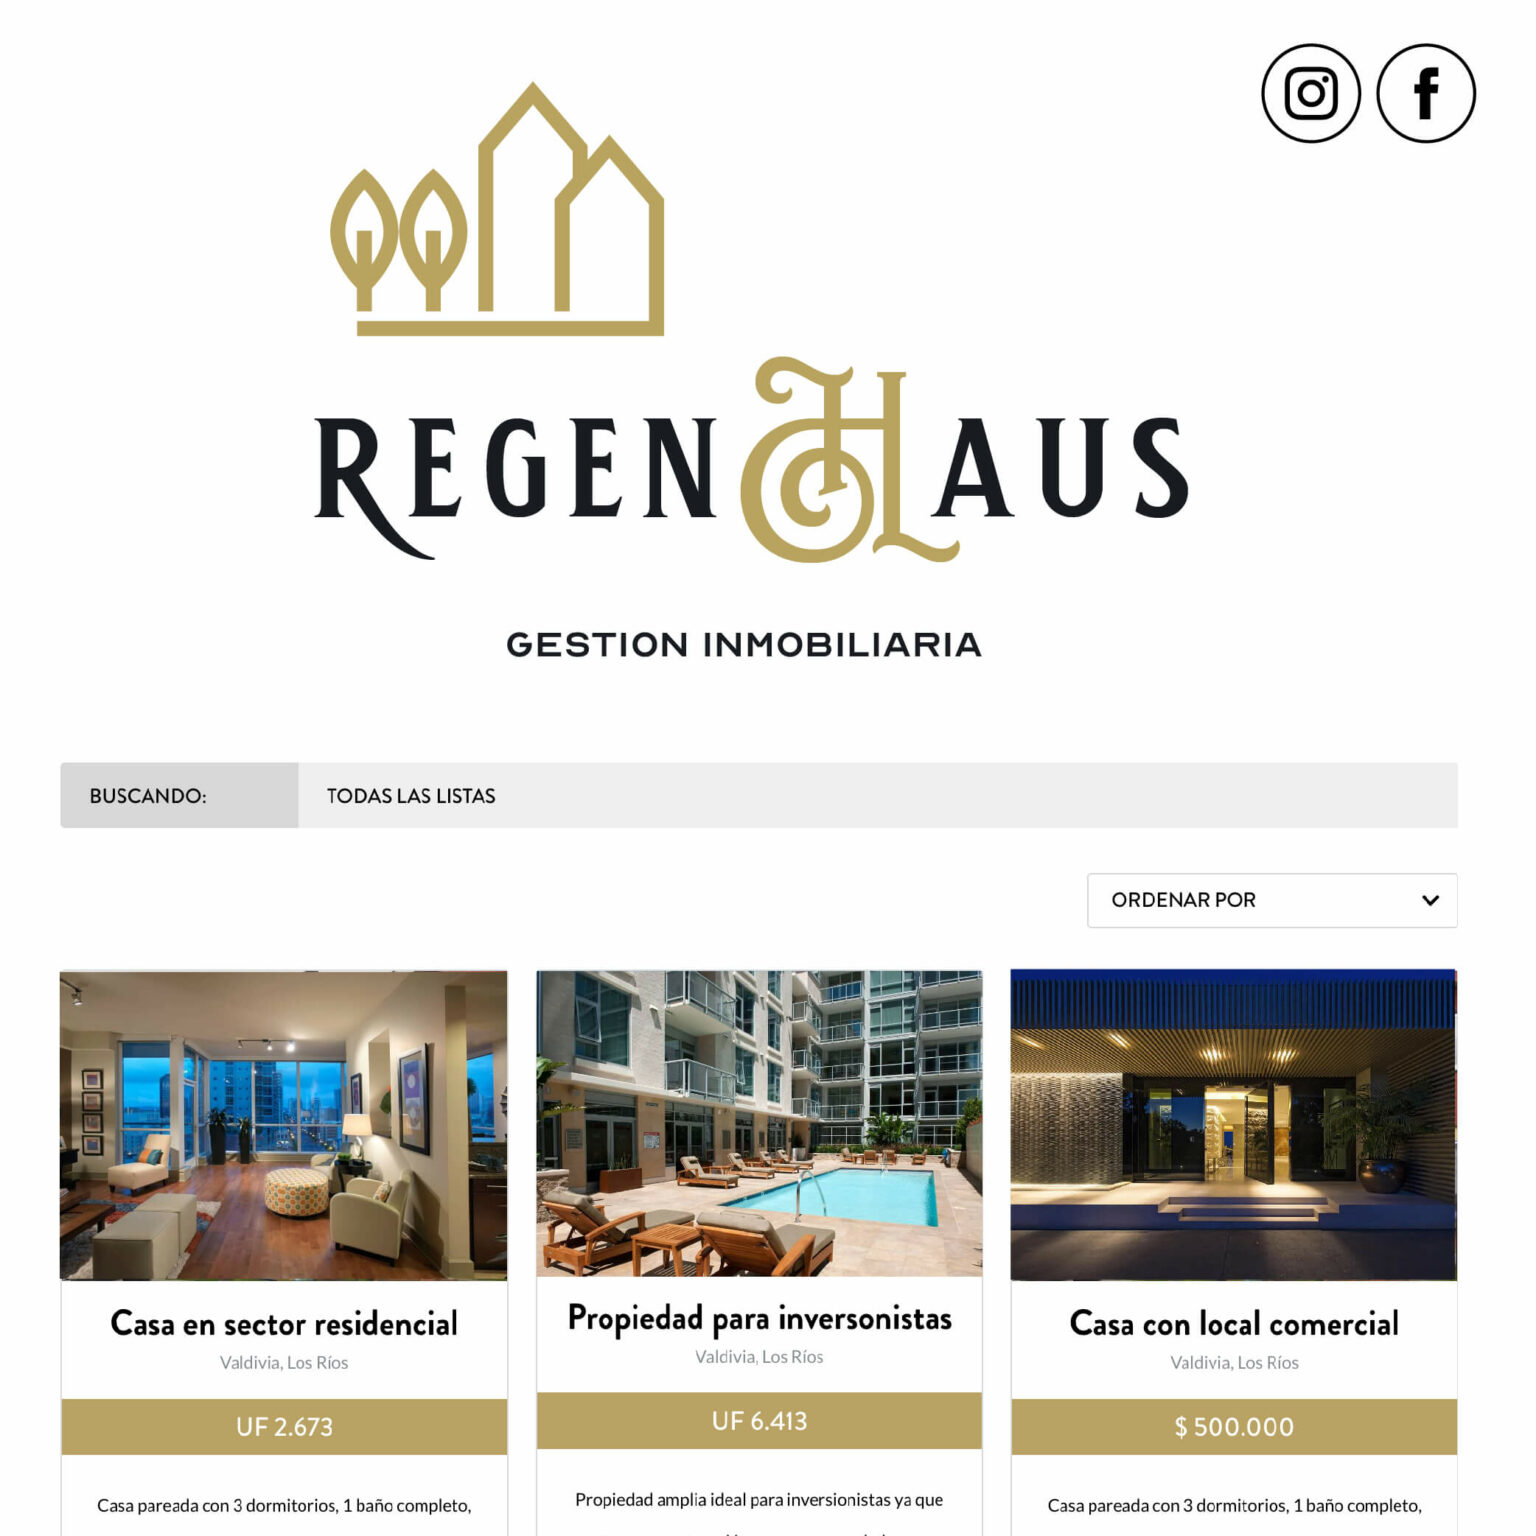 REGENHAUS
GESTION INMOBILIARIA
BUSCANDO:
TODAS LAS LISTAS
ORDENAR POR
Casa en sector residencial
Valdivia, Los Ríos
UF 2.673
Casa pareada con 3 dormitorios, 1 baño completo,
Propiedad para inversonistas
Valdivia, Los Ríos
UF 6.413
Propiedad amplia ideal para inversionistas ya que
Casa con local comercial
Valdivia, Los Ríos
$ 500.000
Casa pareada con 3 dormitorios, 1 baño completo,